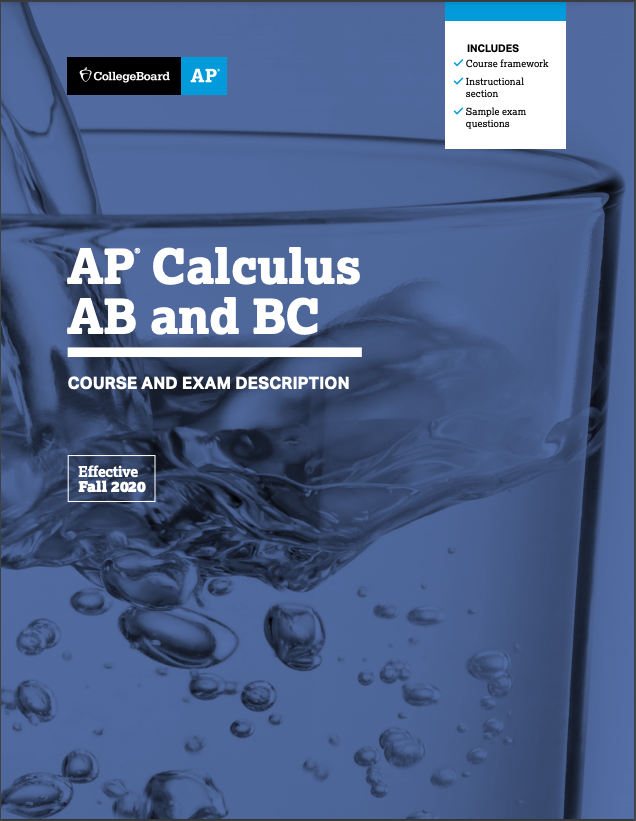 CollegeBoard
AP®
INCLUDES
Course framework
Instructional
section
Sample exam
questions
AP® Calculus
AB and BC
COURSE AND EXAM DESCRIPTION
Effective
Fall 2020